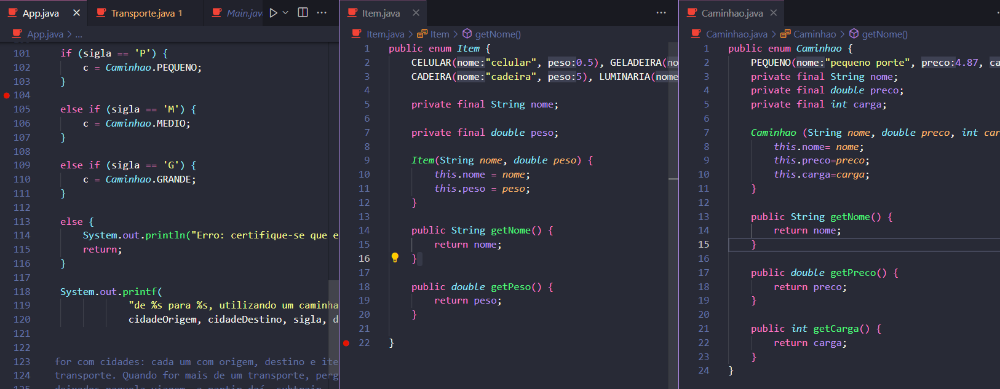 App.java
Transporte.java 1
Main.jav
App.java > ...
101 if (sigla == 'P') {
102 c = Caminhao.PEQUENO;
103 }
104
105 else if (sigla == 'M') {
106 c = Caminhao.MEDIO;
107 }
108
109 else if (sigla == 'G') {
110 c = Caminhao.GRANDE;
111 }
112
113 else {
114 System.out.println("Erro: certifique-se que e
115 return;
116 }
117
118 System.out.printf(
119 "de %s para %s, utilizando um caminha
120 cidadeOrigem, cidadeDestino, sigla, d
121
122
123 for com cidades: cada um com origem, destino e ite
124 transporte. Quando for mais de um transporte, perg
Item.java
Item.java > Item > getNome()
1 public enum Item {
2 CELULAR(nome:"celular", peso:0.5), GELADEIRA(no
3 CADEIRA(nome:"cadeira", peso:5), LUMINARIA(nome
4
5 private final String nome;
6
7 private final double peso;
8
9 Item(String nome, double peso) {
10 this.nome = nome;
11 this.peso = peso;
12 }
13
14 public String getNome() {
15 return nome;
16 }
17
18 public double getPeso() {
19 return peso;
20 }
21
22 }
Caminhao.java
Caminhao.java > Caminhao > getNome()
1 public enum Caminhao {
2 PEQUENO(nome:"pequeno porte", preco:4.87, ca
3 private final String nome;
4 private final double preco;
5 private final int carga;
6
7 Caminhao (String nome, double preco, int car
8 this.nome= nome;
9 this.preco=preco;
10 this.carga=carga;
11 }
12
13 public String getNome() {
14 return nome;
15 }
16
17 public double getPreco() {
18 return preco;
19 }
20
21 public int getCarga() {
22 return carga;
23 }
24 }